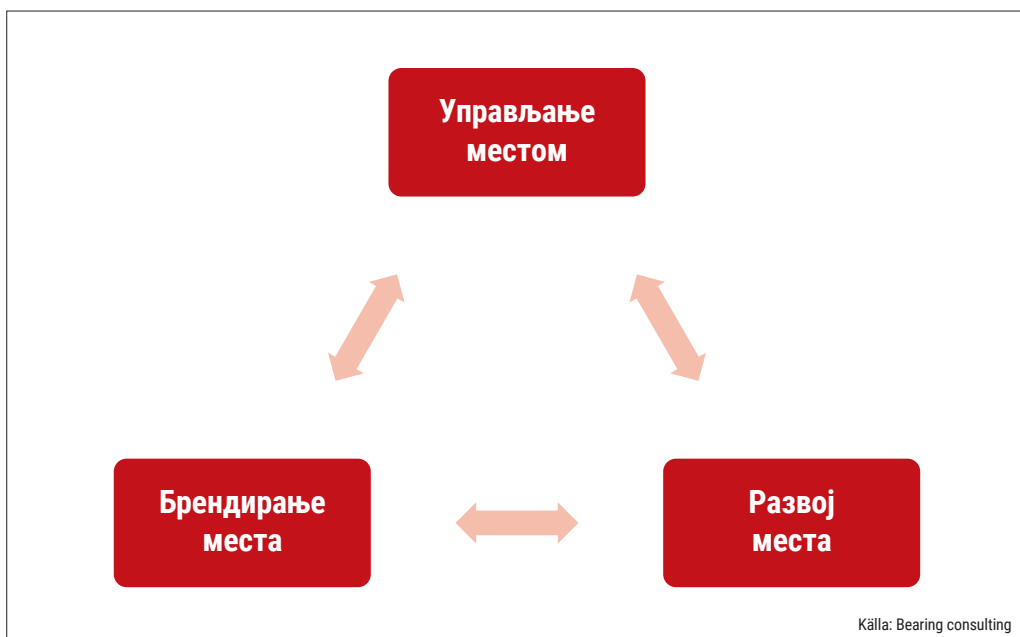 Управљање
местом
Брендирање
места
Развој
места
Källa: Bearing consulting